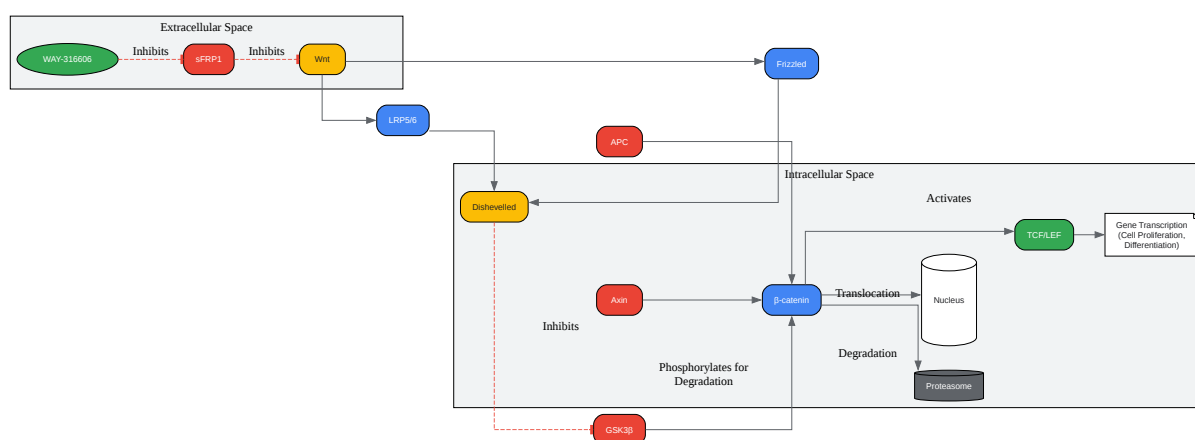 Extracellular Space
WAY-316606
Inhibits
sFRP1
Inhibits
Wnt
Frizzled
LRP5/6
APC
Intracellular Space
Dishevelled
Activates
TCF/LEF
Gene Transcription
(Cell Proliferation,
Differentiation)
Axin
β-catenin
Translocation
Nucleus
Inhibits
Degradation
Phosphorylates for
Degradation
Proteasome
GSK3β